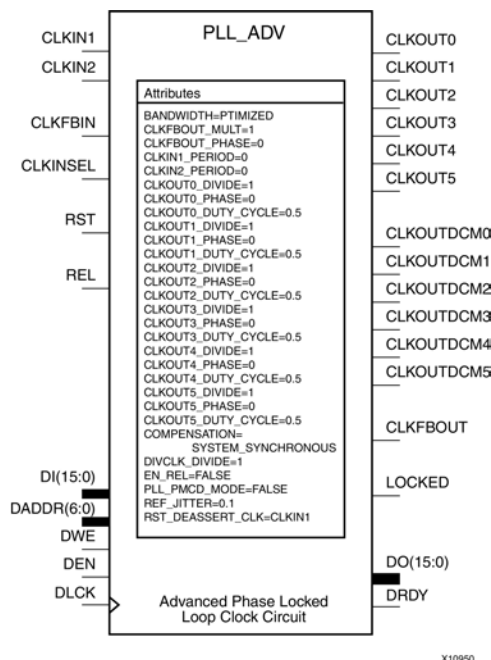 PLL_ADV
CLKIN1
CLKIN2
CLKFBIN
CLKINSEL
RST
REL
DI(15:0)
DADDR(6:0)
DWE
DEN
DLCK
Attributes
BANDWIDTH=PTIMIZED
CLKFBOUT_MULT=1
CLKFBOUT_PHASE=0
CLKIN1_PERIOD=0
CLKIN2_PERIOD=0
CLKOUT0_DIVIDE=1
CLKOUT0_PHASE=0
CLKOUT0_DUTY_CYCLE=0.5
CLKOUT1_DIVIDE=1
CLKOUT1_PHASE=0
CLKOUT1_DUTY_CYCLE=0.5
CLKOUT2_DIVIDE=1
CLKOUT2_PHASE=0
CLKOUT2_DUTY_CYCLE=0.5
CLKOUT3_DIVIDE=1
CLKOUT3_PHASE=0
CLKOUT3_DUTY_CYCLE=0.5
CLKOUT4_DIVIDE=1
CLKOUT4_PHASE=0
CLKOUT4_DUTY_CYCLE=0.5
CLKOUT5_DIVIDE=1
CLKOUT5_PHASE=0
CLKOUT5_DUTY_CYCLE=0.5
COMPENSATION=
SYSTEM_SYNCHRONOUS
DIVCLK_DIVIDE=1
EN_REL=FALSE
PLL_PMCD_MODE=FALSE
REF_JITTER=0.1
RST_DEASSERT_CLK=CLKIN1
CLKOUT0
CLKOUT1
CLKOUT2
CLKOUT3
CLKOUT4
CLKOUT5
CLKOUTDCM0
CLKOUTDCM1
CLKOUTDCM2
CLKOUTDCM3
CLKOUTDCM4
CLKOUTDCM5
CLKFBOUT
LOCKED
DO(15:0)
DRDY
Advanced Phase Locked
Loop Clock Circuit
X10950